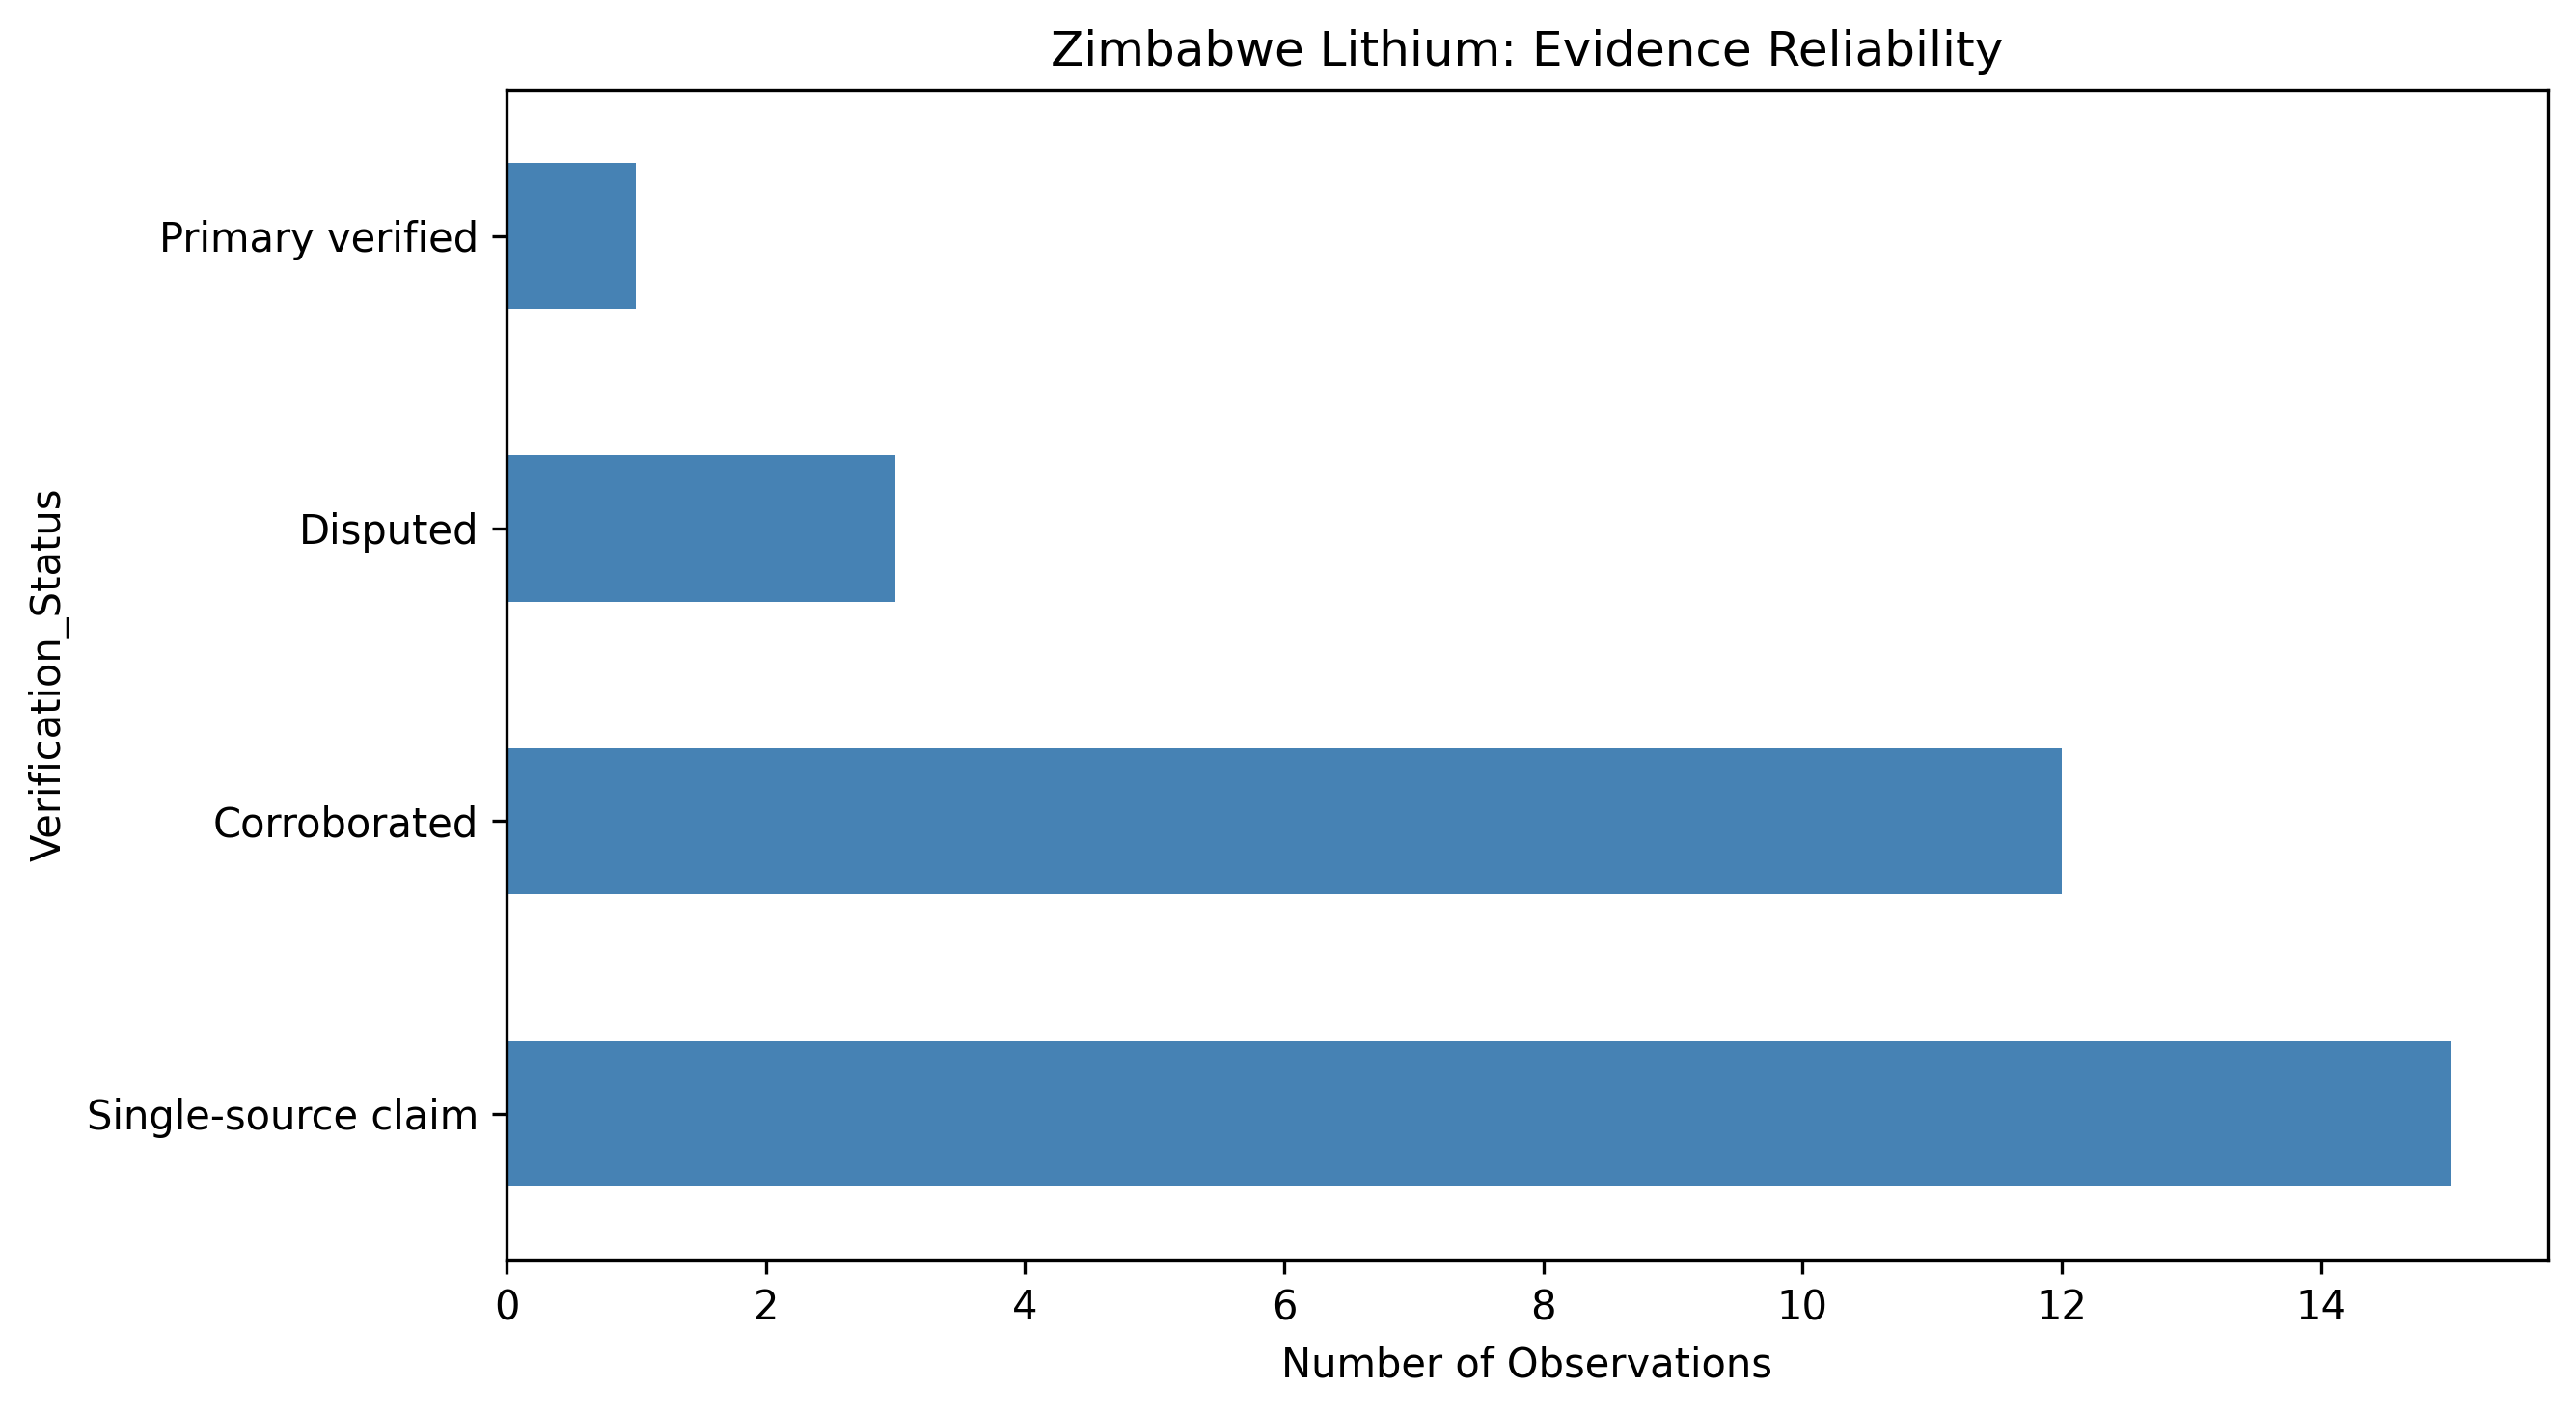 Zimbabwe Lithium: Evidence Reliability
Verification_Status
Primary verified
Disputed
Corroborated
Single-source claim
0 2 4 6 8 10 12 14
Number of Observations